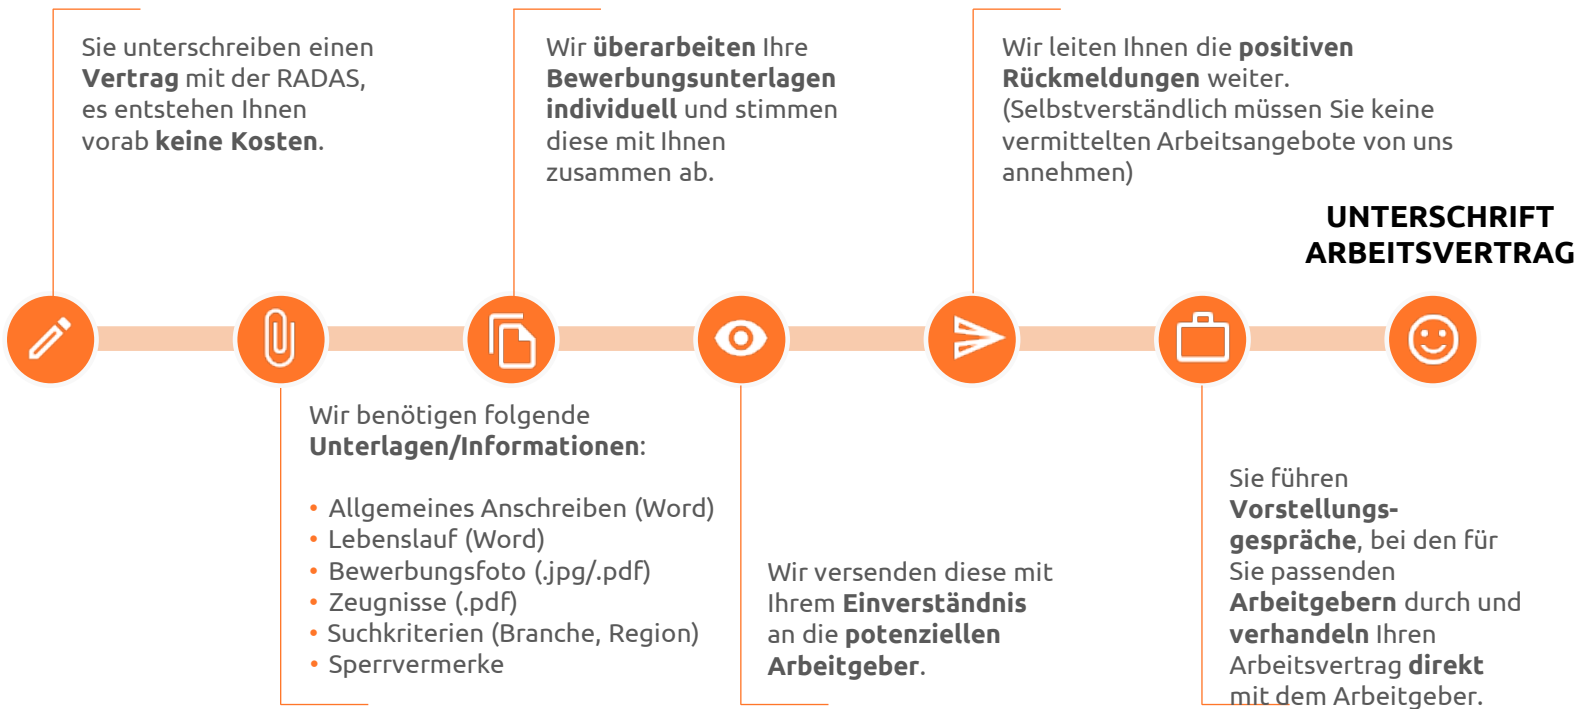 Sie unterschreiben einen
Vertrag mit der RADAS,
es entstehen Ihnen
vorab keine Kosten.
Wir benötigen folgende
Unterlagen/Informationen:
• Allgemeines Anschreiben (Word)
• Lebenslauf (Word)
• Bewerbungsfoto (.jpg/.pdf)
• Zeugnisse (.pdf)
• Suchkriterien (Branche, Region)
• Sperrvermerke
Wir überarbeiten Ihre
Bewerbungsunterlagen
individuell und stimmen
diese mit Ihnen
zusammen ab.
Wir versenden diese mit
Ihrem Einverständnis
an die potenziellen
Arbeitgeber.
Wir leiten Ihnen die positiven
Rückmeldungen weiter.
(Selbstverständlich müssen Sie keine
vermittelten Arbeitsangebote von uns
annehmen)
Sie führen
Vorstellungs-
gespräche, bei den für
Sie passenden
Arbeitgebern durch und
verhandeln Ihren
Arbeitsvertrag direkt
mit dem Arbeitgeber.
UNTERSCHRIFT
ARBEITSVERTRAG